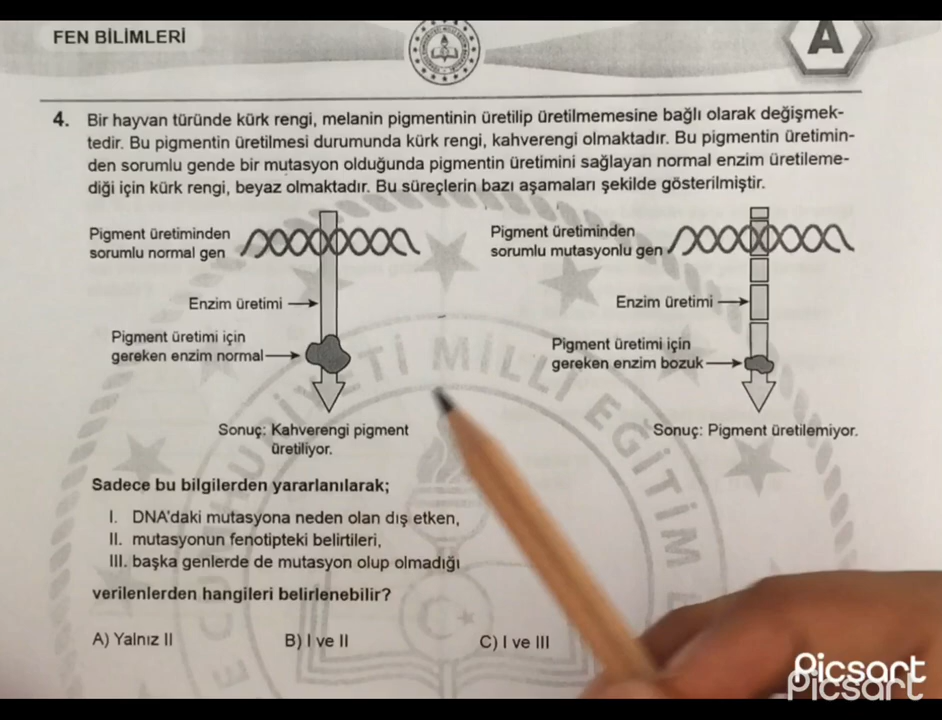 FEN BİLİMLERİ
A
4. Bir hayvan türünde kürk rengi, melanin pigmentinin üretilip üretilmemesine bağlı olarak değişmek-
tedir. Bu pigmentin üretilmesi durumunda kürk rengi, kahverengi olmaktadır. Bu pigmentin üretimin-
den sorumlu gende bir mutasyon olduğunda pigmentin üretimini sağlayan normal enzim üretileme-
diği için kürk rengi, beyaz olmaktadır. Bu süreçlerin bazı aşamaları şekilde gösterilmiştir.
Pigment üretiminden
sorumlu normal gen
Enzim üretimi
Pigment üretimi için
gereken enzim normal
Sonuç: Kahverengi pigment
üretiliyor.
Pigment üretiminden
sorumlu mutasyonlu gen
Enzim üretimi
Pigment üretimi için
gereken enzim bozuk
Sonuç: Pigment üretilemiyor.
Sadece bu bilgilerden yararlanılarak;
I. DNA'daki mutasyona neden olan dış etken,
II. mutasyonun fenotipteki belirtileri,
III. başka genlerde de mutasyon olup olmadığı
verilenlerden hangileri belirlenebilir?
A) Yalnız II
B) I ve II
C) I ve III
MİLLÎ EĞİTİM
Picsart
Picsart